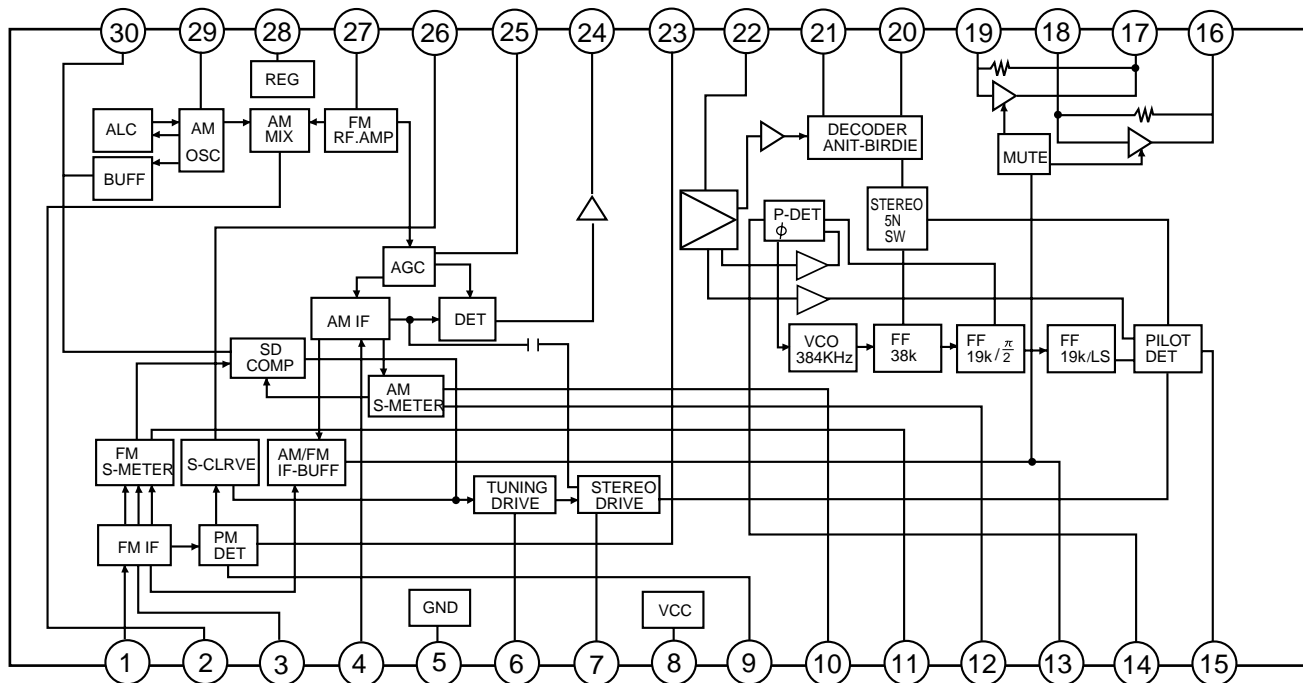 30 29 28 27 26 25 24 23 22 21 20 19 18 17 16
REG
ALC
AM
OSC
AM
MIX
FM
RF.AMP
BUFF
DECODER
ANIT-BIRDIE
MUTE
P-DET
ϕ
STEREO
5N
SW
AGC
AM IF
DET
SD
COMP
VCO
384KHz
FF
38k
FF
19k/π/2
FF
19k/LS
PILOT
DET
AM
S-METER
FM
S-METER
S-CLRVE
AM/FM
IF-BUFF
TUNING
DRIVE
STEREO
DRIVE
FM IF
PM
DET
GND
VCC
1 2 3 4 5 6 7 8 9 10 11 12 13 14 15